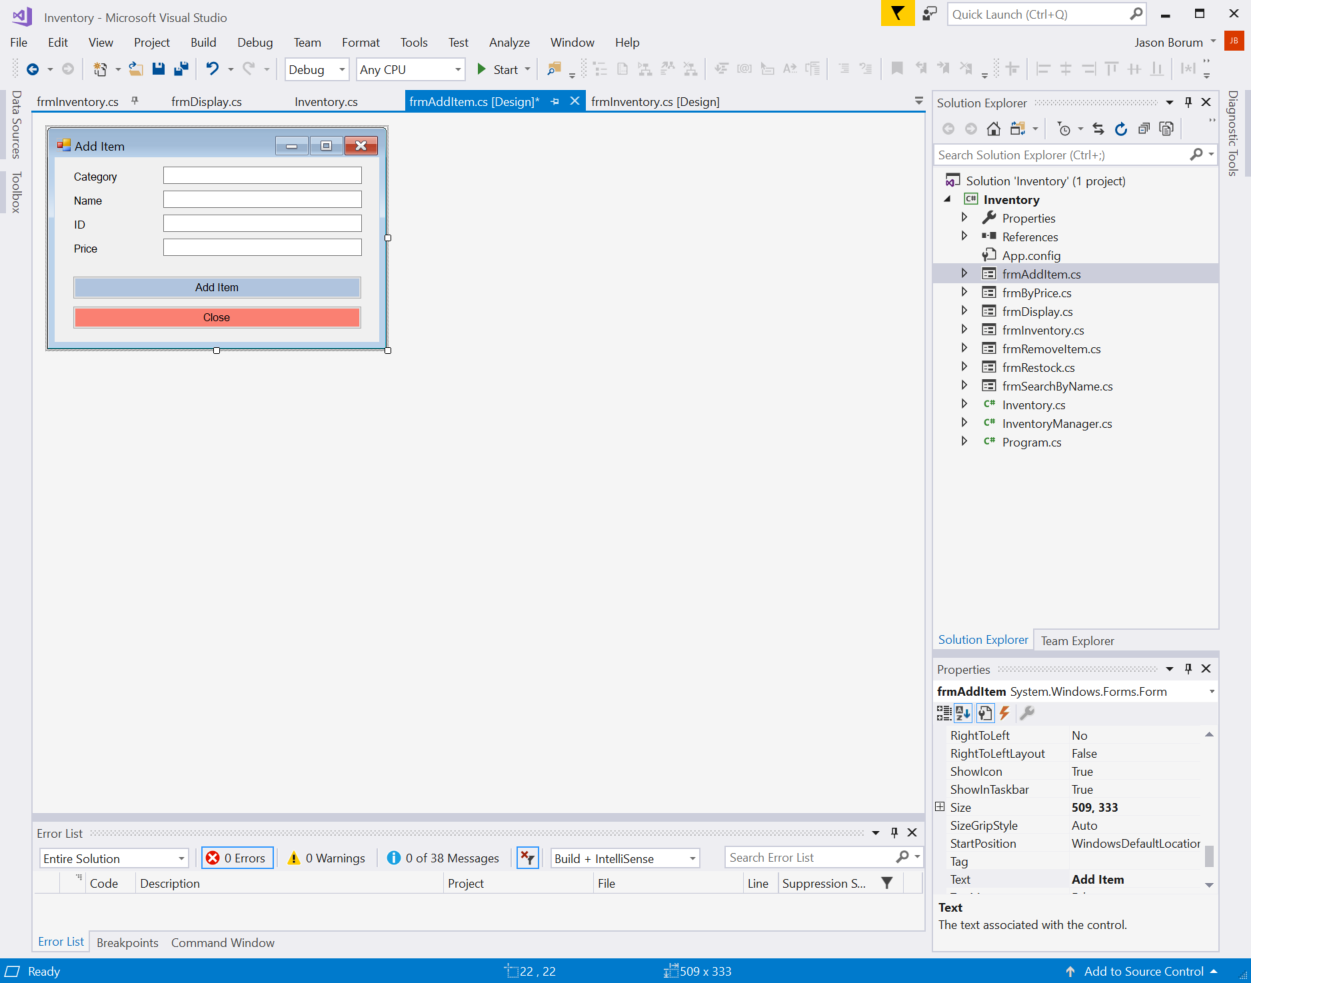 Inventory - Microsoft Visual Studio
Quick Launch (Ctrl+Q)
File Edit View Project Build Debug Team Format Tools Test Analyze Window Help
Jason Borum JB
Debug Any CPU Start
Data Sources
Toolbox
frmInventory.cs frmDisplay.cs Inventory.cs frmAddItem.cs [Design]* frmInventory.cs [Design]
Add Item
Category
Name
ID
Price
Add Item
Close
Solution Explorer
Search Solution Explorer (Ctrl+;)
Solution 'Inventory' (1 project)
C# Inventory
Properties
References
App.config
frmAddItem.cs
frmByPrice.cs
frmDisplay.cs
frmInventory.cs
frmRemoveItem.cs
frmRestock.cs
frmSearchByName.cs
C# Inventory.cs
C# InventoryManager.cs
C# Program.cs
Solution Explorer Team Explorer
Diagnostic Tools
Properties
frmAddItem System.Windows.Forms.Form
RightToLeft No
RightToLeftLayout False
ShowIcon True
ShowInTaskbar True
Size 509, 333
SizeGripStyle Auto
StartPosition WindowsDefaultLocation
Tag
Text Add Item
Text
The text associated with the control.
Error List
Entire Solution 0 Errors 0 Warnings 0 of 38 Messages Build + IntelliSense Search Error List
Code Description Project File Line Suppression S...
Error List Breakpoints Command Window
Ready 22 , 22 509 x 333 Add to Source Control